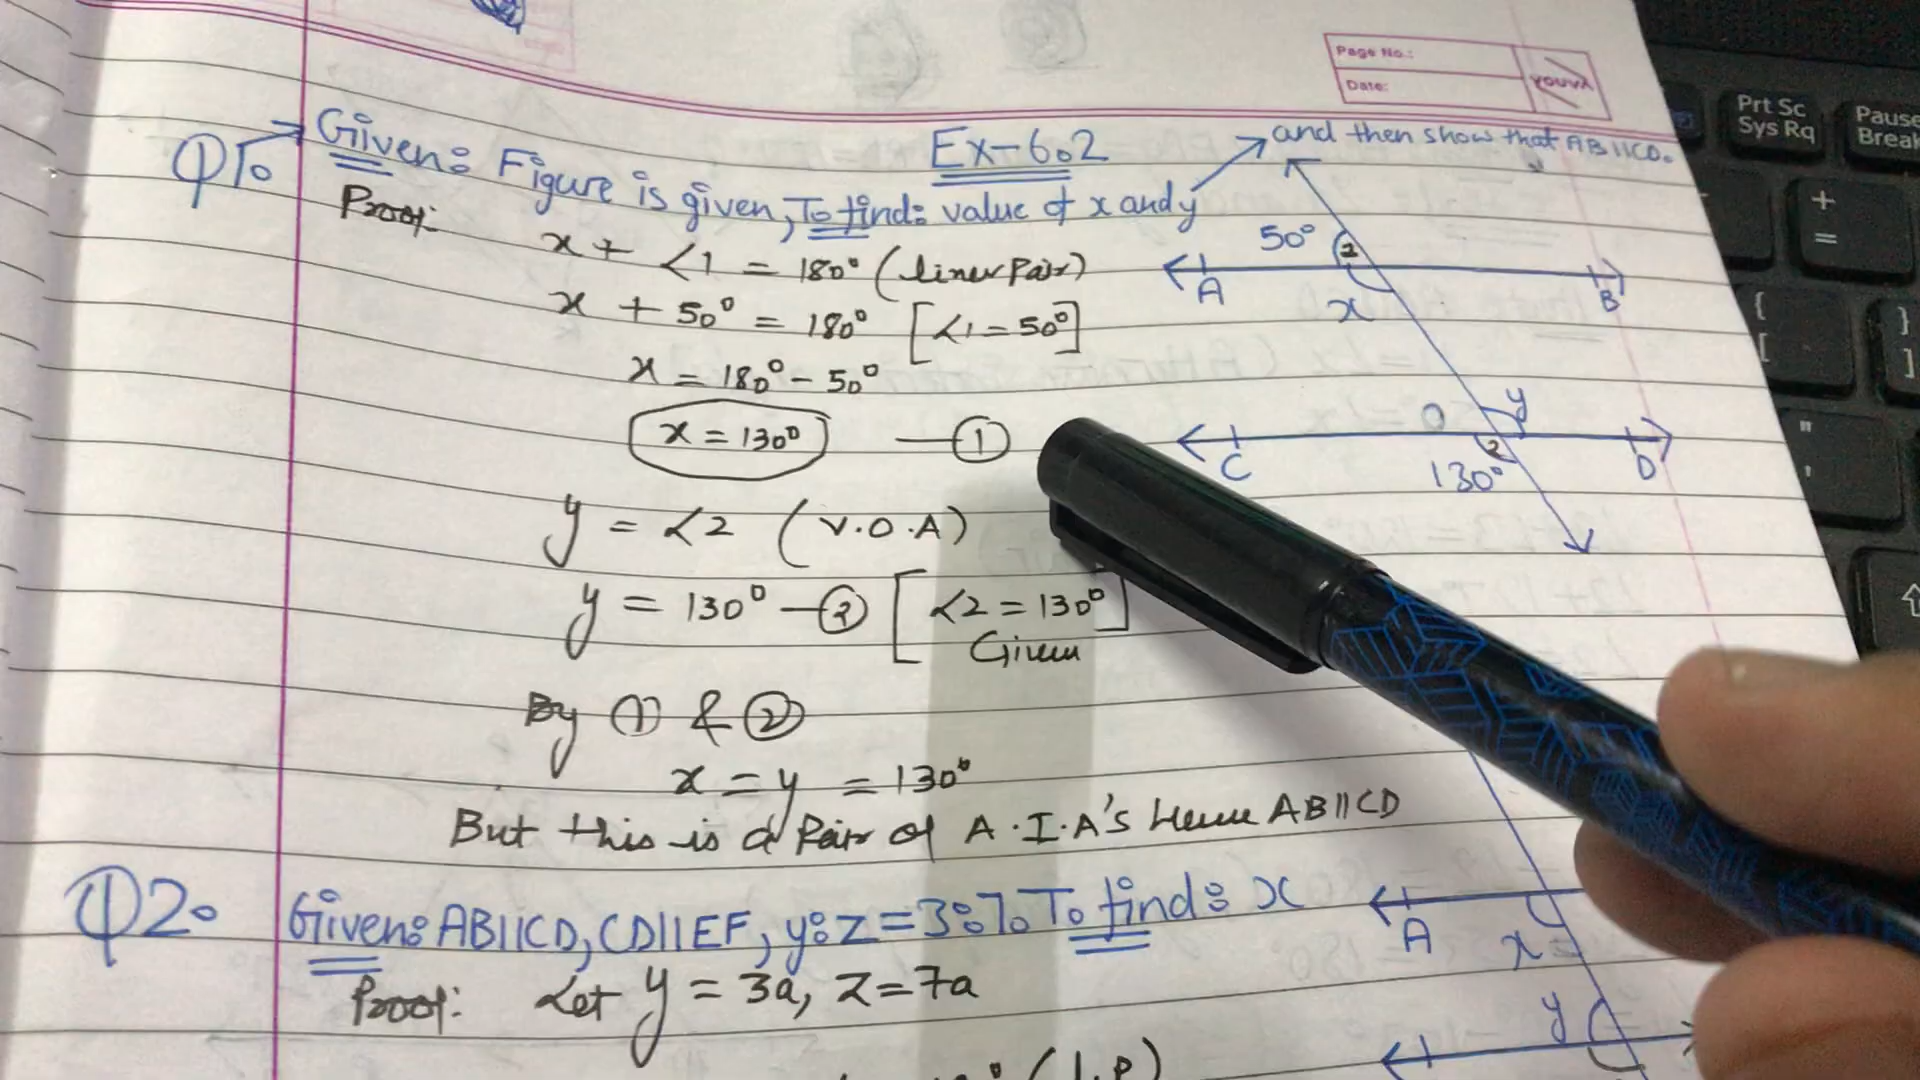 Page No.:
Date:
YOUVA
Prt Sc
Sys Rq
Pause
Break
Ex-6.2
and then show that AB||CD.
Q1. Given: Figure is given, To find: value of x and y
Proof:
x + ∠1 = 180° (liner Pair)
x + 50° = 180° [∠1 = 50°]
x = 180° - 50°
x = 130° —①
y = ∠2 (V.O.A)
y = 130° —② [∠2 = 130°
Given]
By ① & ②
x = y = 130°
But this is a Pair of A.I.A's Hence AB||CD
50°
1
A
B
x
O
y
C
2
D
130°
Q2. Given: AB||CD, CD||EF, y:z = 3:7. To find: x
Proof: Let y = 3a, z = 7a
(L.P)
A
x
y
+
=
{
[
}
]
"
'